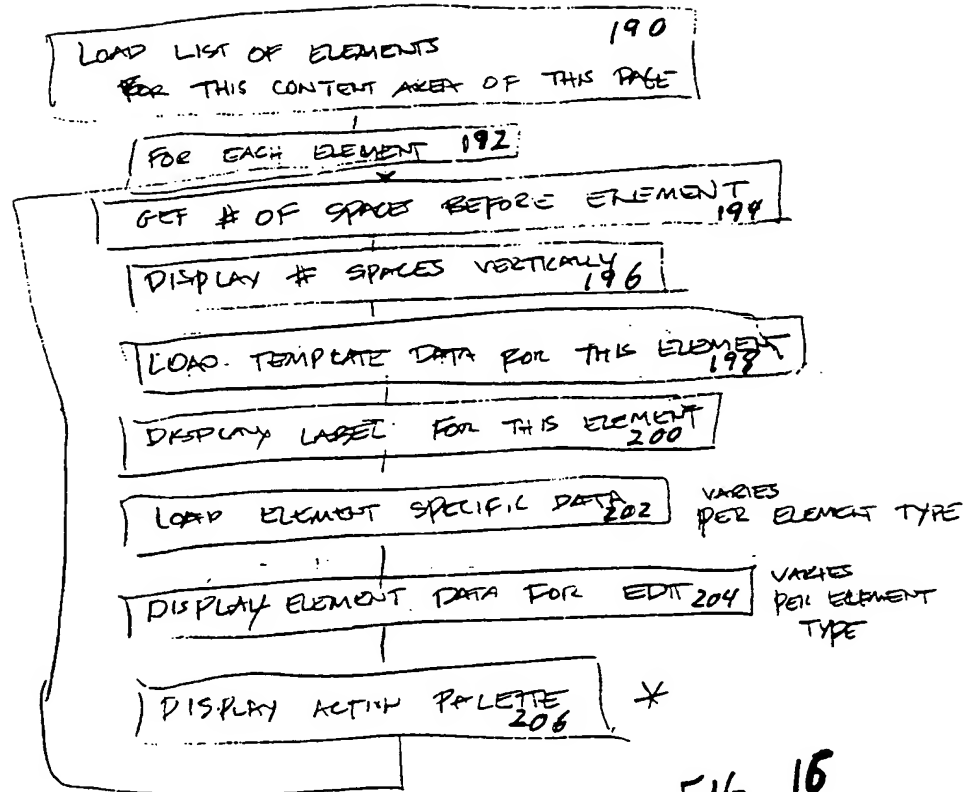 LOAD LIST OF ELEMENTS 190
FOR THIS CONTENT AREA OF THIS PAGE
FOR EACH ELEMENT 192
GET # OF SPACES BEFORE ELEMENT
194
DISPLAY # SPACES VERTICALLY
196
LOAD TEMPLATE DATA FOR THIS ELEMENT
198
DISPLAY LABEL FOR THIS ELEMENT
200
LOAD ELEMENT SPECIFIC DATA 202
VARIES
PER ELEMENT TYPE
DISPLAY ELEMENT DATA FOR EDIT 204
VARIES
PER ELEMENT
TYPE
DISPLAY ACTION PALETTE *
206
FIG. 16